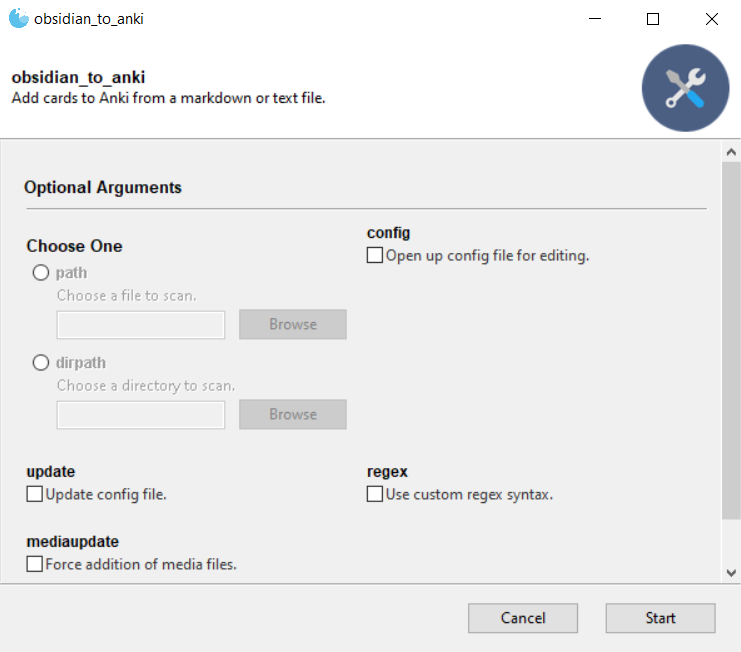 obsidian_to_anki
obsidian_to_anki
Add cards to Anki from a markdown or text file.
Optional Arguments
Choose One
path
Choose a file to scan.
Browse
dirpath
Choose a directory to scan.
Browse
config
Open up config file for editing.
update
Update config file.
regex
Use custom regex syntax.
mediaupdate
Force addition of media files.
Cancel
Start